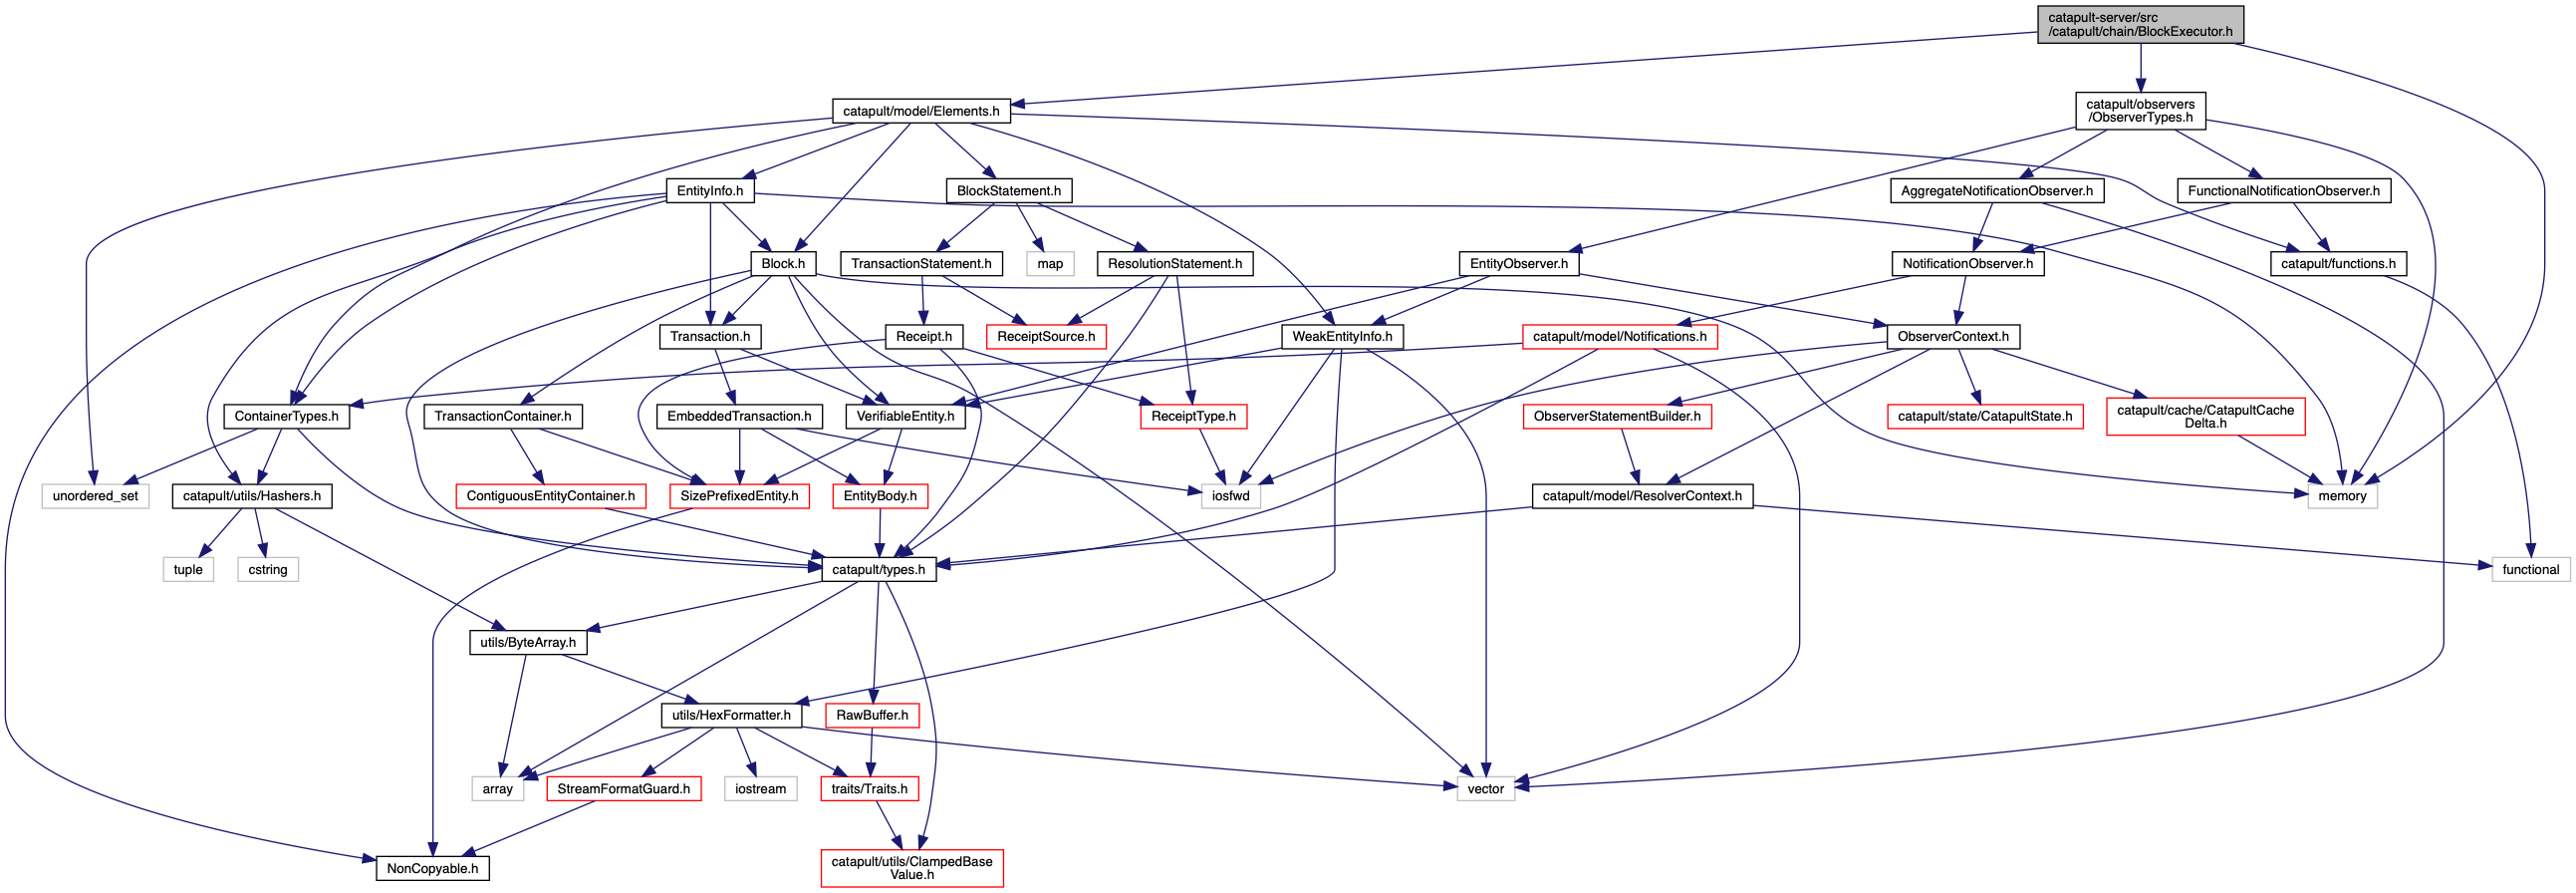 catapult-server/src
/catapult/chain/BlockExecutor.h
catapult/model/Elements.h
catapult/observers
/ObserverTypes.h
EntityInfo.h
BlockStatement.h
AggregateNotificationObserver.h
FunctionalNotificationObserver.h
Block.h
TransactionStatement.h
map
ResolutionStatement.h
EntityObserver.h
NotificationObserver.h
catapult/functions.h
Transaction.h
Receipt.h
ReceiptSource.h
WeakEntityInfo.h
catapult/model/Notifications.h
ObserverContext.h
ContainerTypes.h
TransactionContainer.h
EmbeddedTransaction.h
VerifiableEntity.h
ReceiptType.h
ObserverStatementBuilder.h
catapult/state/CatapultState.h
catapult/cache/CatapultCache
Delta.h
unordered_set
catapult/utils/Hashers.h
ContiguousEntityContainer.h
SizePrefixedEntity.h
EntityBody.h
iosfwd
catapult/model/ResolverContext.h
memory
tuple
cstring
catapult/types.h
functional
utils/ByteArray.h
utils/HexFormatter.h
RawBuffer.h
array
StreamFormatGuard.h
iostream
traits/Traits.h
vector
NonCopyable.h
catapult/utils/ClampedBase
Value.h